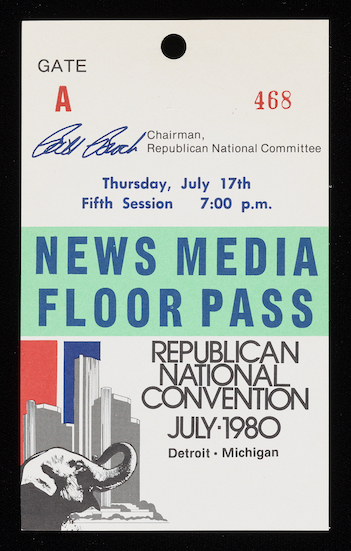 GATE
A
468
Bill Brock
Chairman,
Republican National Committee
Thursday, July 17th
Fifth Session 7:00 p.m.
NEWS MEDIA
FLOOR PASS
REPUBLICAN
NATIONAL
CONVENTION
JULY·1980
Detroit · Michigan